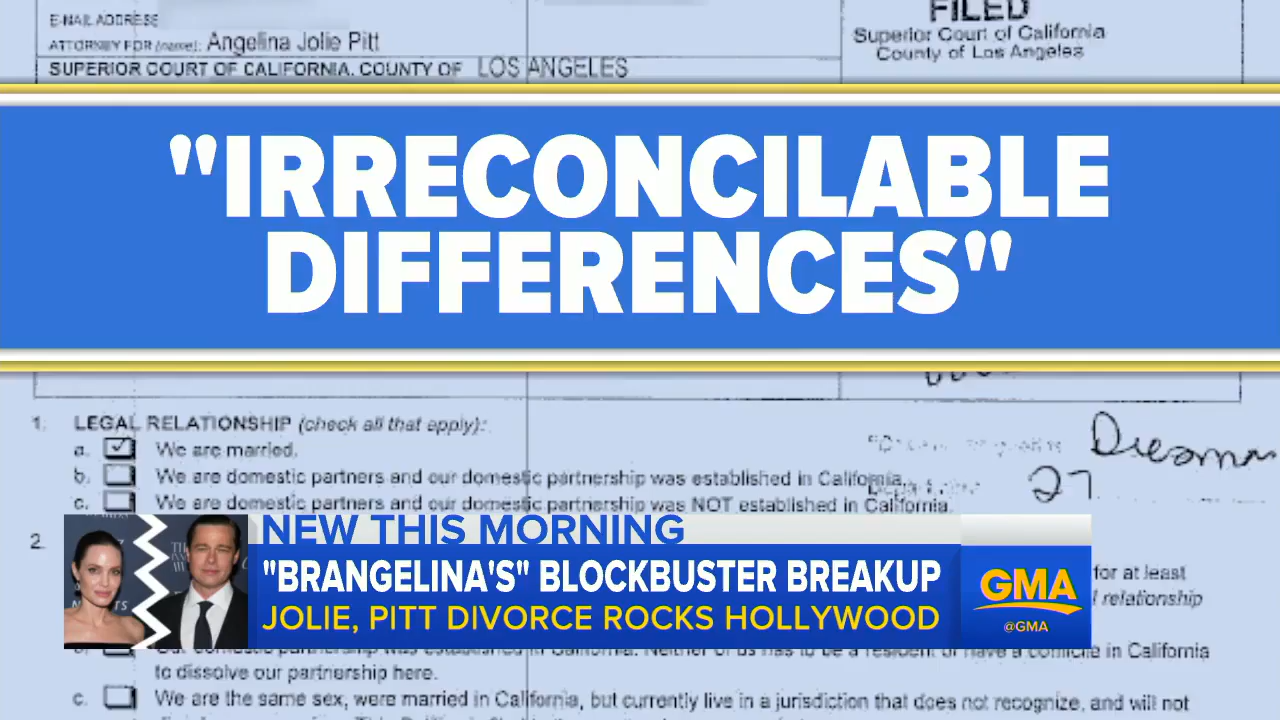 E-MAIL ADDRESS
ATTORNEY FOR (name): Angelina Jolie Pitt
SUPERIOR COURT OF CALIFORNIA, COUNTY OF LOS ANGELES
FILED
Superior Court of California
County of Los Angeles
"IRRECONCILABLE
DIFFERENCES"
1. LEGAL RELATIONSHIP (check all that apply):
a. We are married.
b. We are domestic partners and our domestic partnership was established in California.
c. We are domestic partners and our domestic partnership was NOT established in California.
27
2.
NEW THIS MORNING
"BRANGELINA'S" BLOCKBUSTER BREAKUP
JOLIE, PITT DIVORCE ROCKS HOLLYWOOD
GMA
@GMA
for at least
relationship
to dissolve our partnership here.
c. We are the same sex, were married in California, but currently live in a jurisdiction that does not recognize, and will not